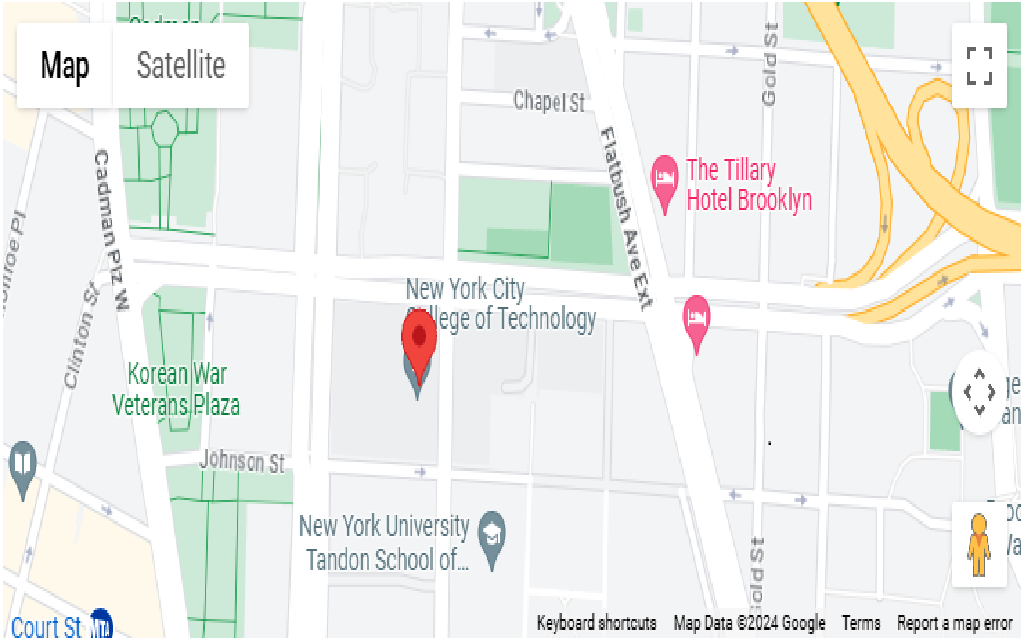 Cadman
Map
Satellite
Chapel St
Gold St
Cadman Plz W
Flatbush Ave Ext
The Tillary
Hotel Brooklyn
Clinton St
New York City
College of Technology
Korean War
Veterans Plaza
Johnson St
New York University
Tandon School of...
Gold St
Court St
MTA
Keyboard shortcuts
Map Data ©2024 Google
Terms
Report a map error